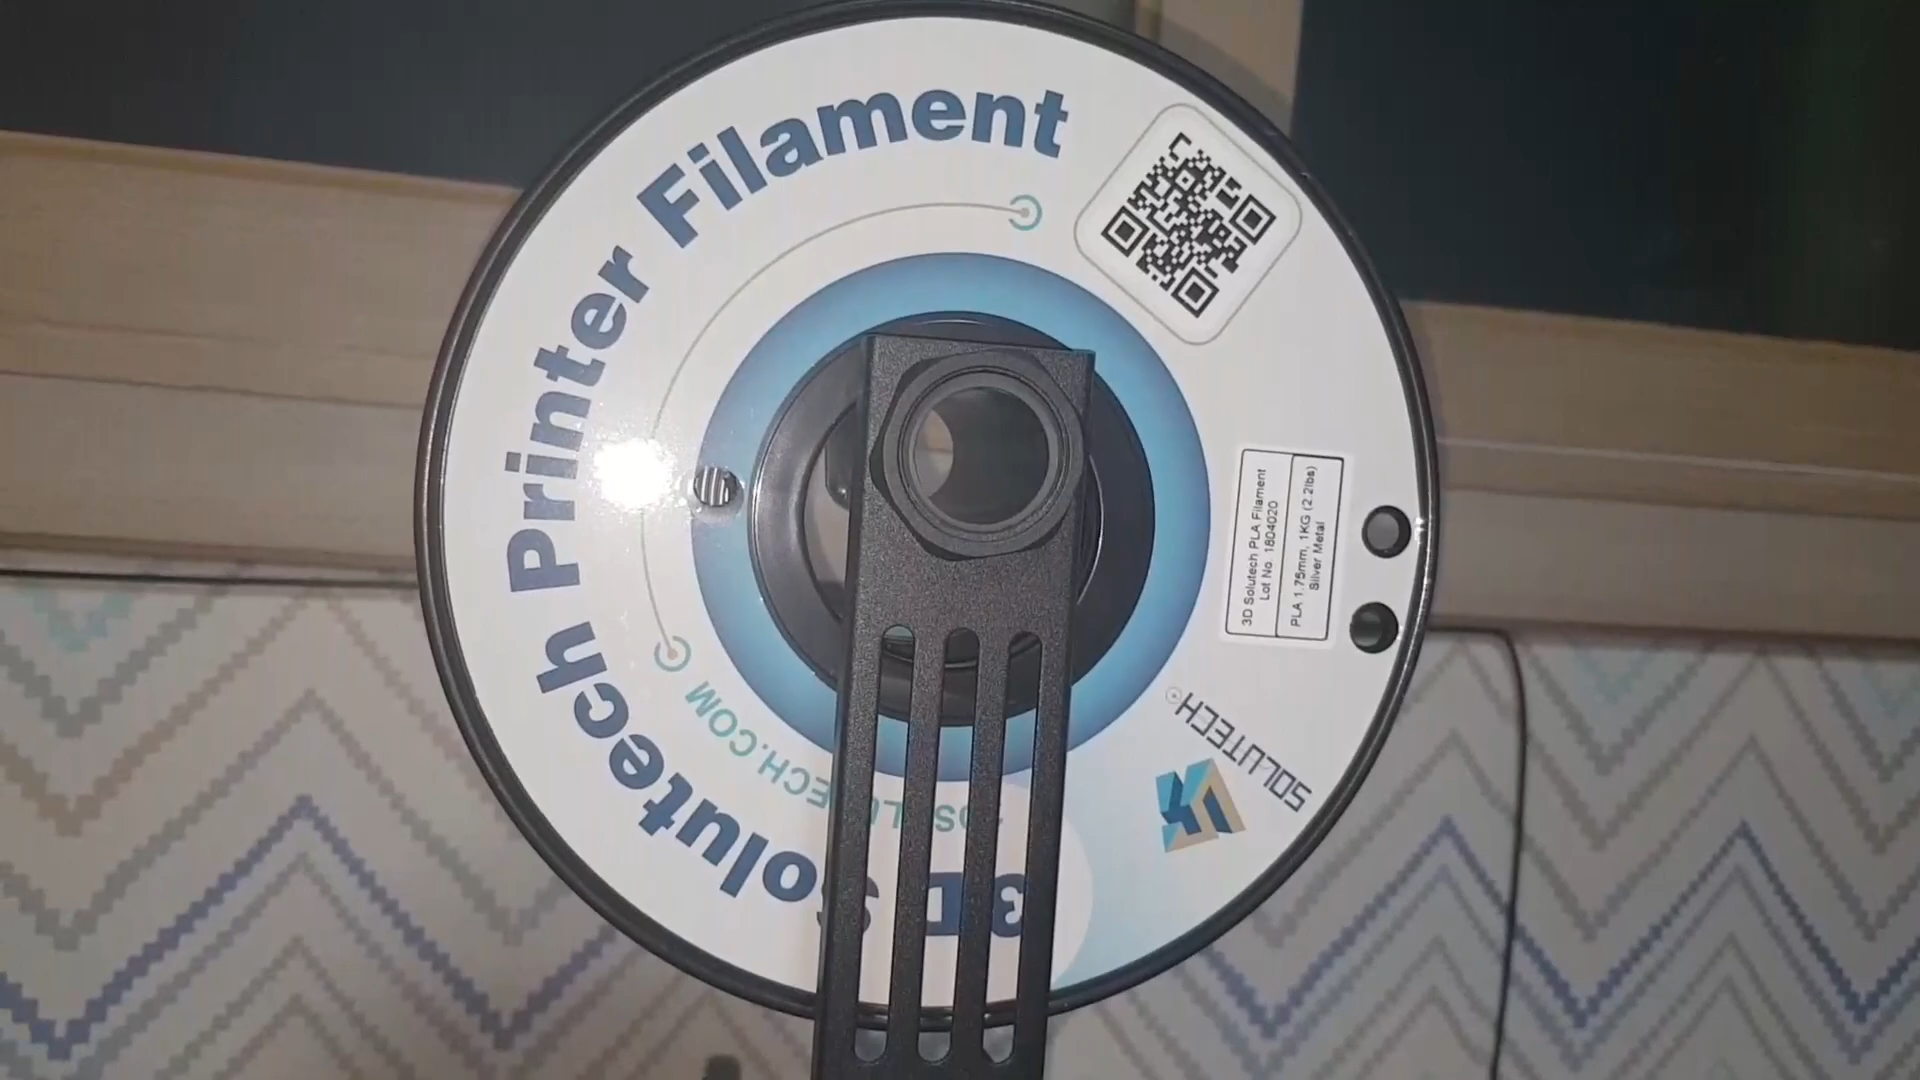 3D Solutech Printer Filament
SOLUTECH.COM
SOLUTECH
3D Solutech PLA Filament
Lot No. 1804020
PLA 1.75mm, 1KG (2.2lbs)
Silver Metal